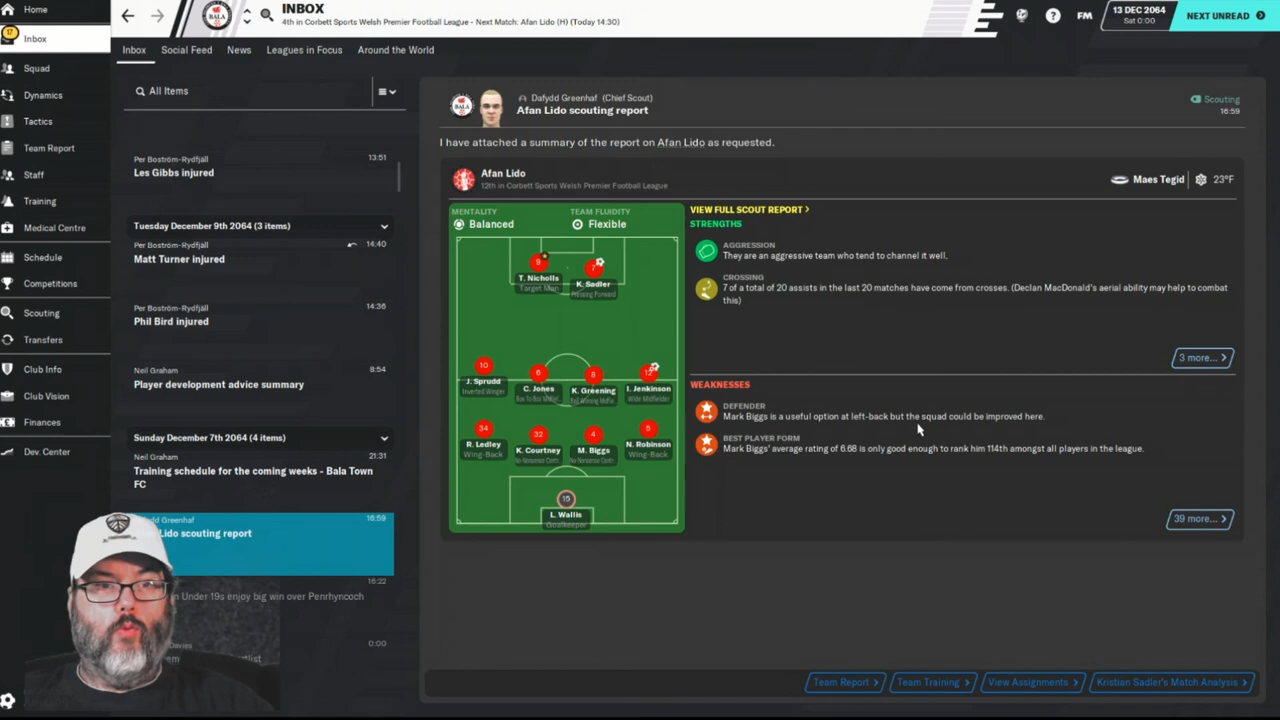 Home
INBOX
4th in Corbett Sports Welsh Premier Football League - Next Match: Afan Lido (H) (Today 14:30)
FM
13 DEC 2064
Sat 0:00
NEXT UNREAD
17
Inbox
Squad
Dynamics
Tactics
Team Report
Staff
Training
Medical Centre
Schedule
Competitions
Scouting
Transfers
Club Info
Club Vision
Finances
Dev. Center
Inbox
Social Feed
News
Leagues in Focus
Around the World
All Items
Per Boström-Rydfjäll
13:51
Les Gibbs injured
Tuesday December 9th 2064 (3 items)
Per Boström-Rydfjäll
14:40
Matt Turner injured
Per Boström-Rydfjäll
14:36
Phil Bird injured
Neil Graham
8:54
Player development advice summary
Sunday December 7th 2064 (4 items)
Neil Graham
21:31
Training schedule for the coming weeks - Bala Town
FC
Greenhaf
16:59
Lido scouting report
16:22
Under 19s enjoy big win over Penrhyncoch
0:00
Dafydd Greenhaf (Chief Scout)
Afan Lido scouting report
Scouting
16:59
I have attached a summary of the report on Afan Lido as requested.
Afan Lido
12th in Corbett Sports Welsh Premier Football League
Maes Tegid
23°F
MENTALITY
Balanced
TEAM FLUIDITY
Flexible
9
T. Nicholls
Target Man
7
K. Sadler
Pressing Forward
10
J. Sprudd
Inverted Winger
6
C. Jones
8
K. Greening
12
I. Jenkinson
Wide Midfielder
34
R. Ledley
Wing-Back
32
K. Courtney
4
M. Biggs
5
N. Robinson
Wing-Back
15
L. Wallis
Goalkeeper
VIEW FULL SCOUT REPORT >
STRENGTHS
AGGRESSION
They are an aggressive team who tend to channel it well.
CROSSING
7 of a total of 20 assists in the last 20 matches have come from crosses. (Declan MacDonald's aerial ability may help to combat
this)
3 more... >
WEAKNESSES
DEFENDER
Mark Biggs is a useful option at left-back but the squad could be improved here.
BEST PLAYER FORM
Mark Biggs' average rating of 6.68 is only good enough to rank him 114th amongst all players in the league.
39 more... >
Team Report >
Team Training >
View Assignments >
Kristian Sadler's Match Analysis >